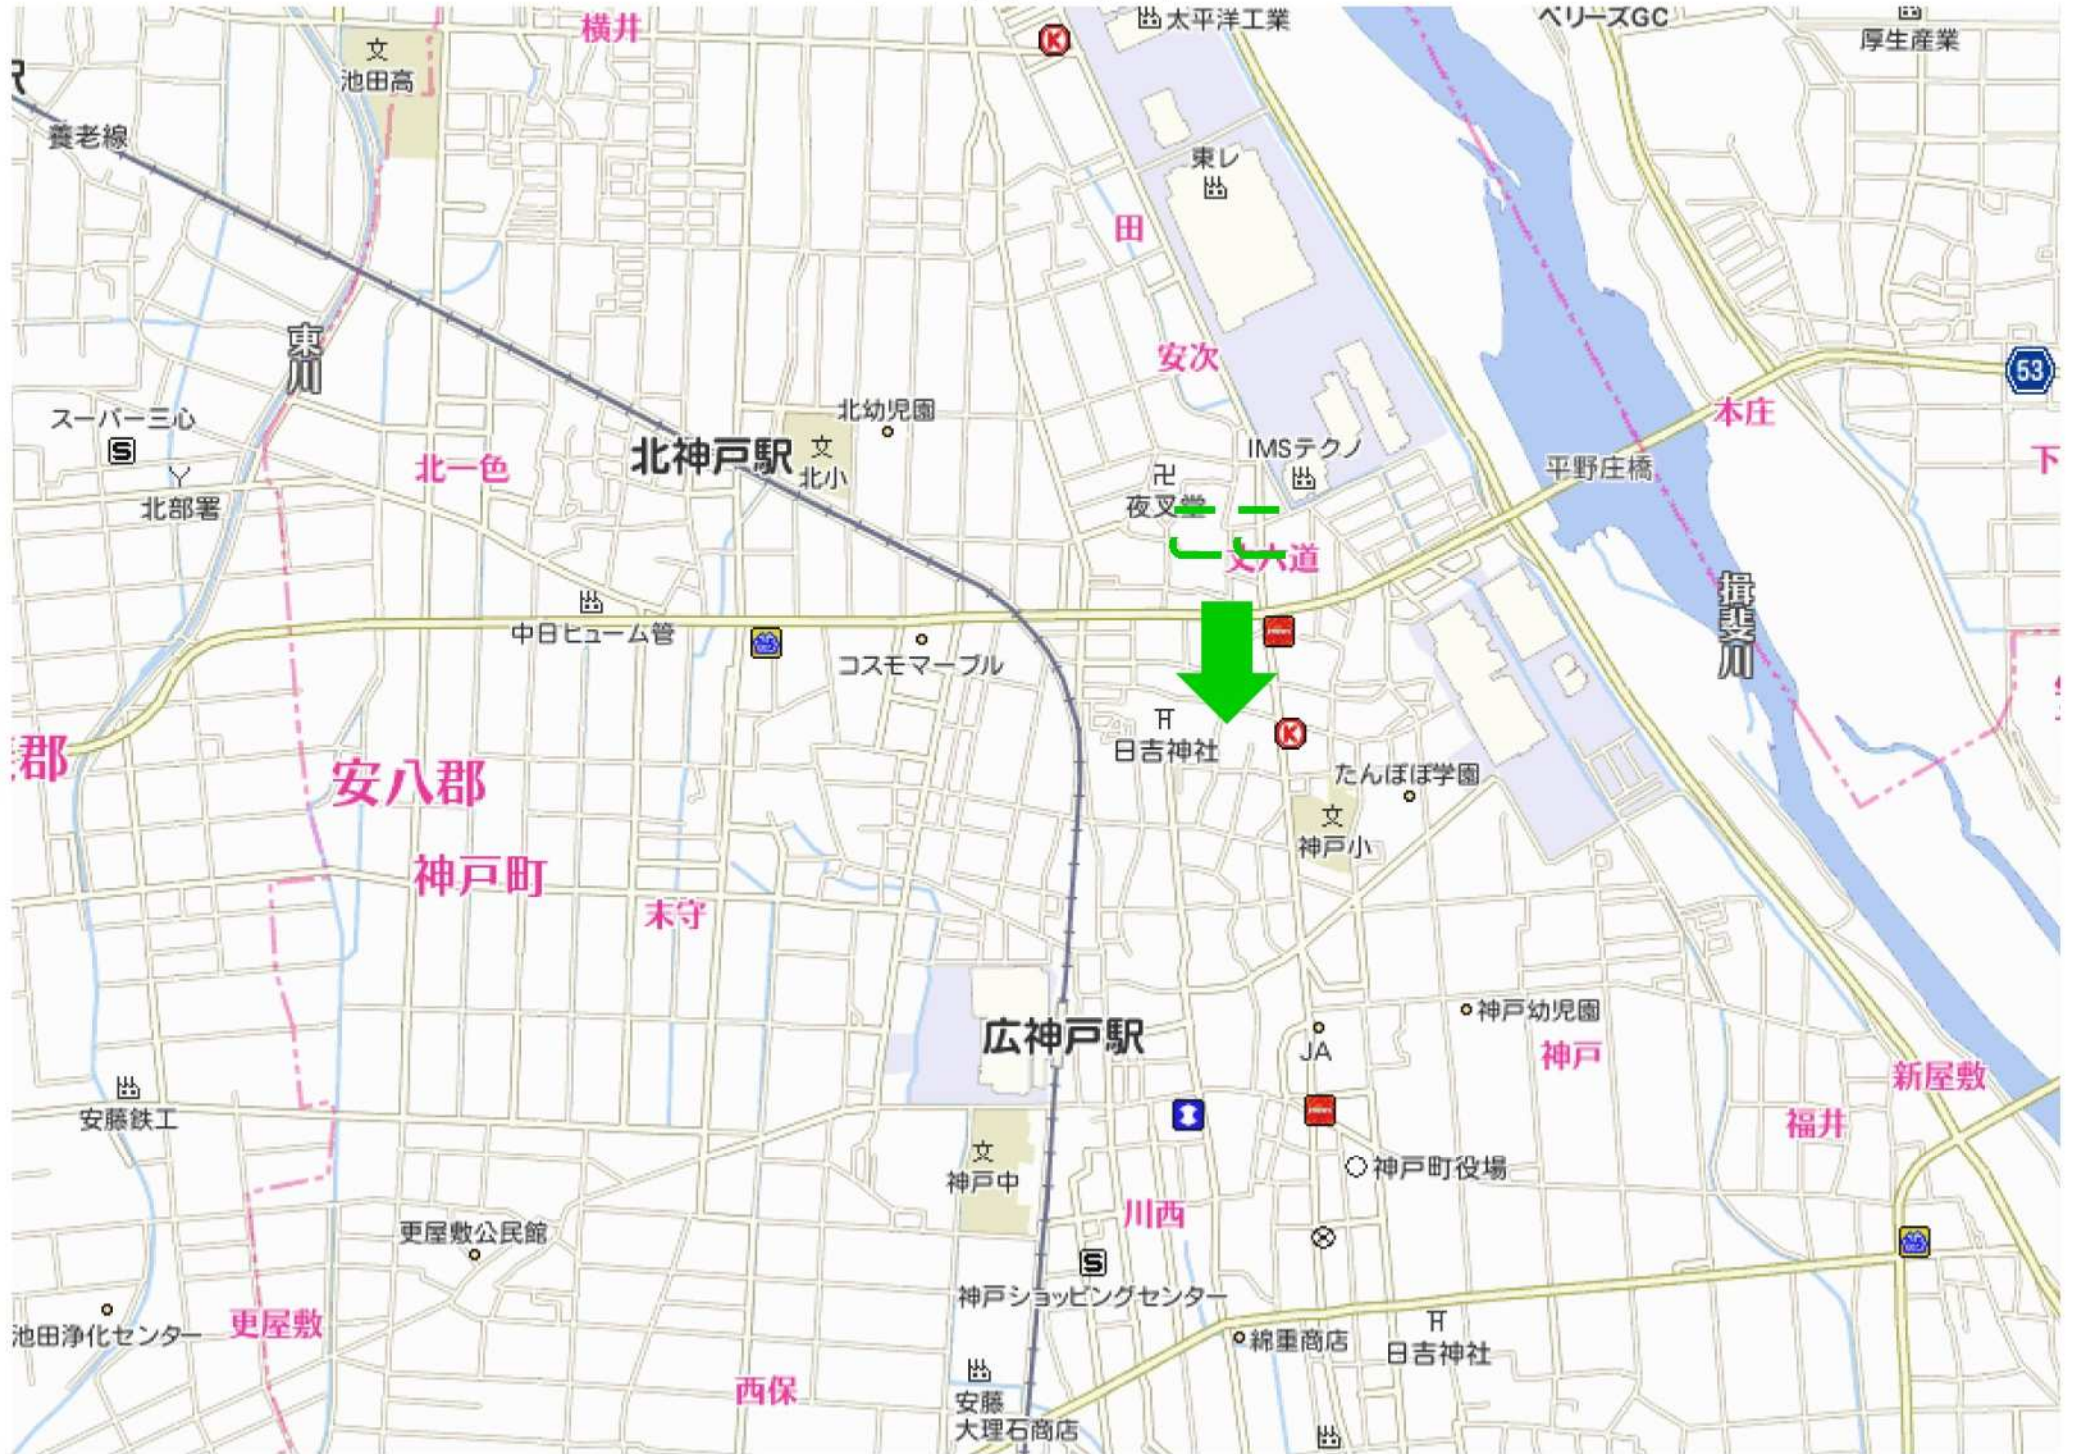 太平洋工業
ベリーズGC
厚生産業
横井
池田高
養老線
東レ
田
東川
安次
53
本庄
スーパー三心
北幼児園
北神戸駅
北小
北一色
IMSテクノ
平野庄橋
下
北部署
夜叉堂
ここ
丈六道
揖斐川
中日ヒューム管
コスモマーブル
日吉神社
郡
安八郡
たんぽぽ学園
神戸小
神戸町
末守
広神戸駅
神戸幼児園
JA
神戸
新屋敷
安藤鉄工
福井
神戸中
神戸町役場
川西
更屋敷公民館
神戸ショッピングセンター
池田浄化センター
更屋敷
綿重商店
日吉神社
西保
安藤
大理石商店